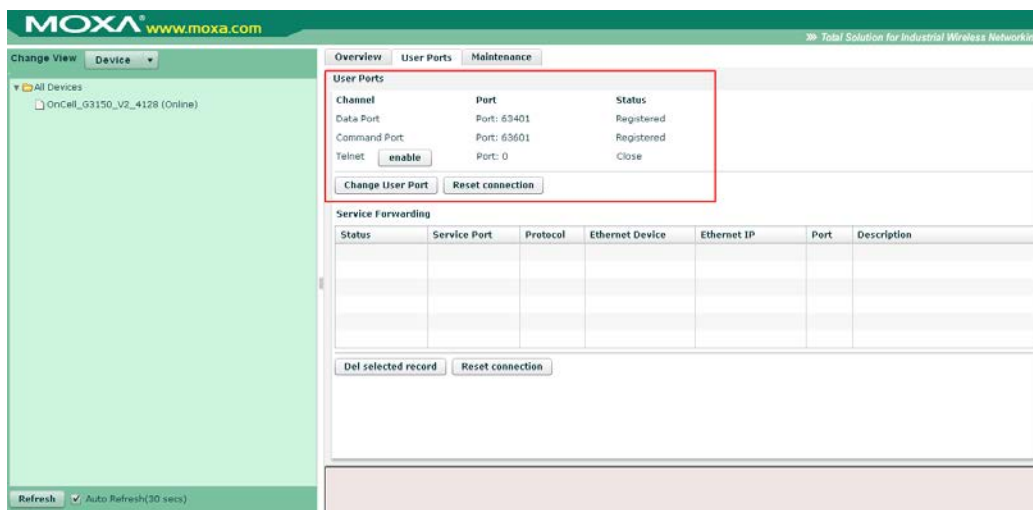 MOXA® www.moxa.com
Total Solution for Industrial Wireless Networkin
Change View Device
All Devices
OnCell_G3150_V2_4128 (Online)
Refresh Auto Refresh(30 secs)
Overview User Ports Maintenance
User Ports
Channel Port Status
Data Port Port: 63401 Registered
Command Port Port: 63601 Registered
Telnet enable Port: 0 Close
Change User Port Reset connection
Service Forwarding
Status Service Port Protocol Ethernet Device Ethernet IP Port Description
Del selected record Reset connection